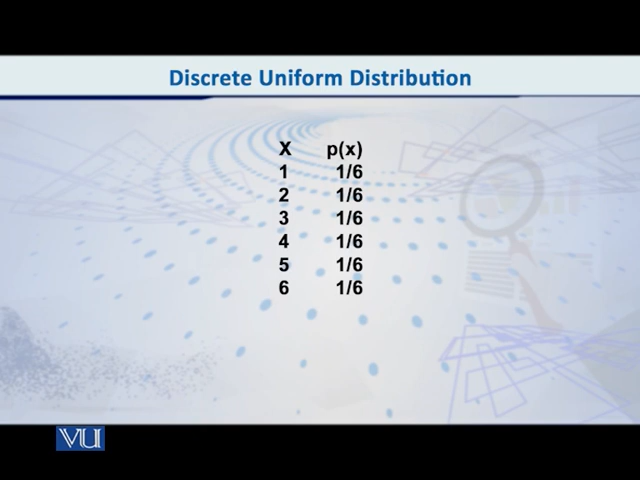 Discrete Uniform Distribution
X p(x)
1 1/6
2 1/6
3 1/6
4 1/6
5 1/6
6 1/6
VU